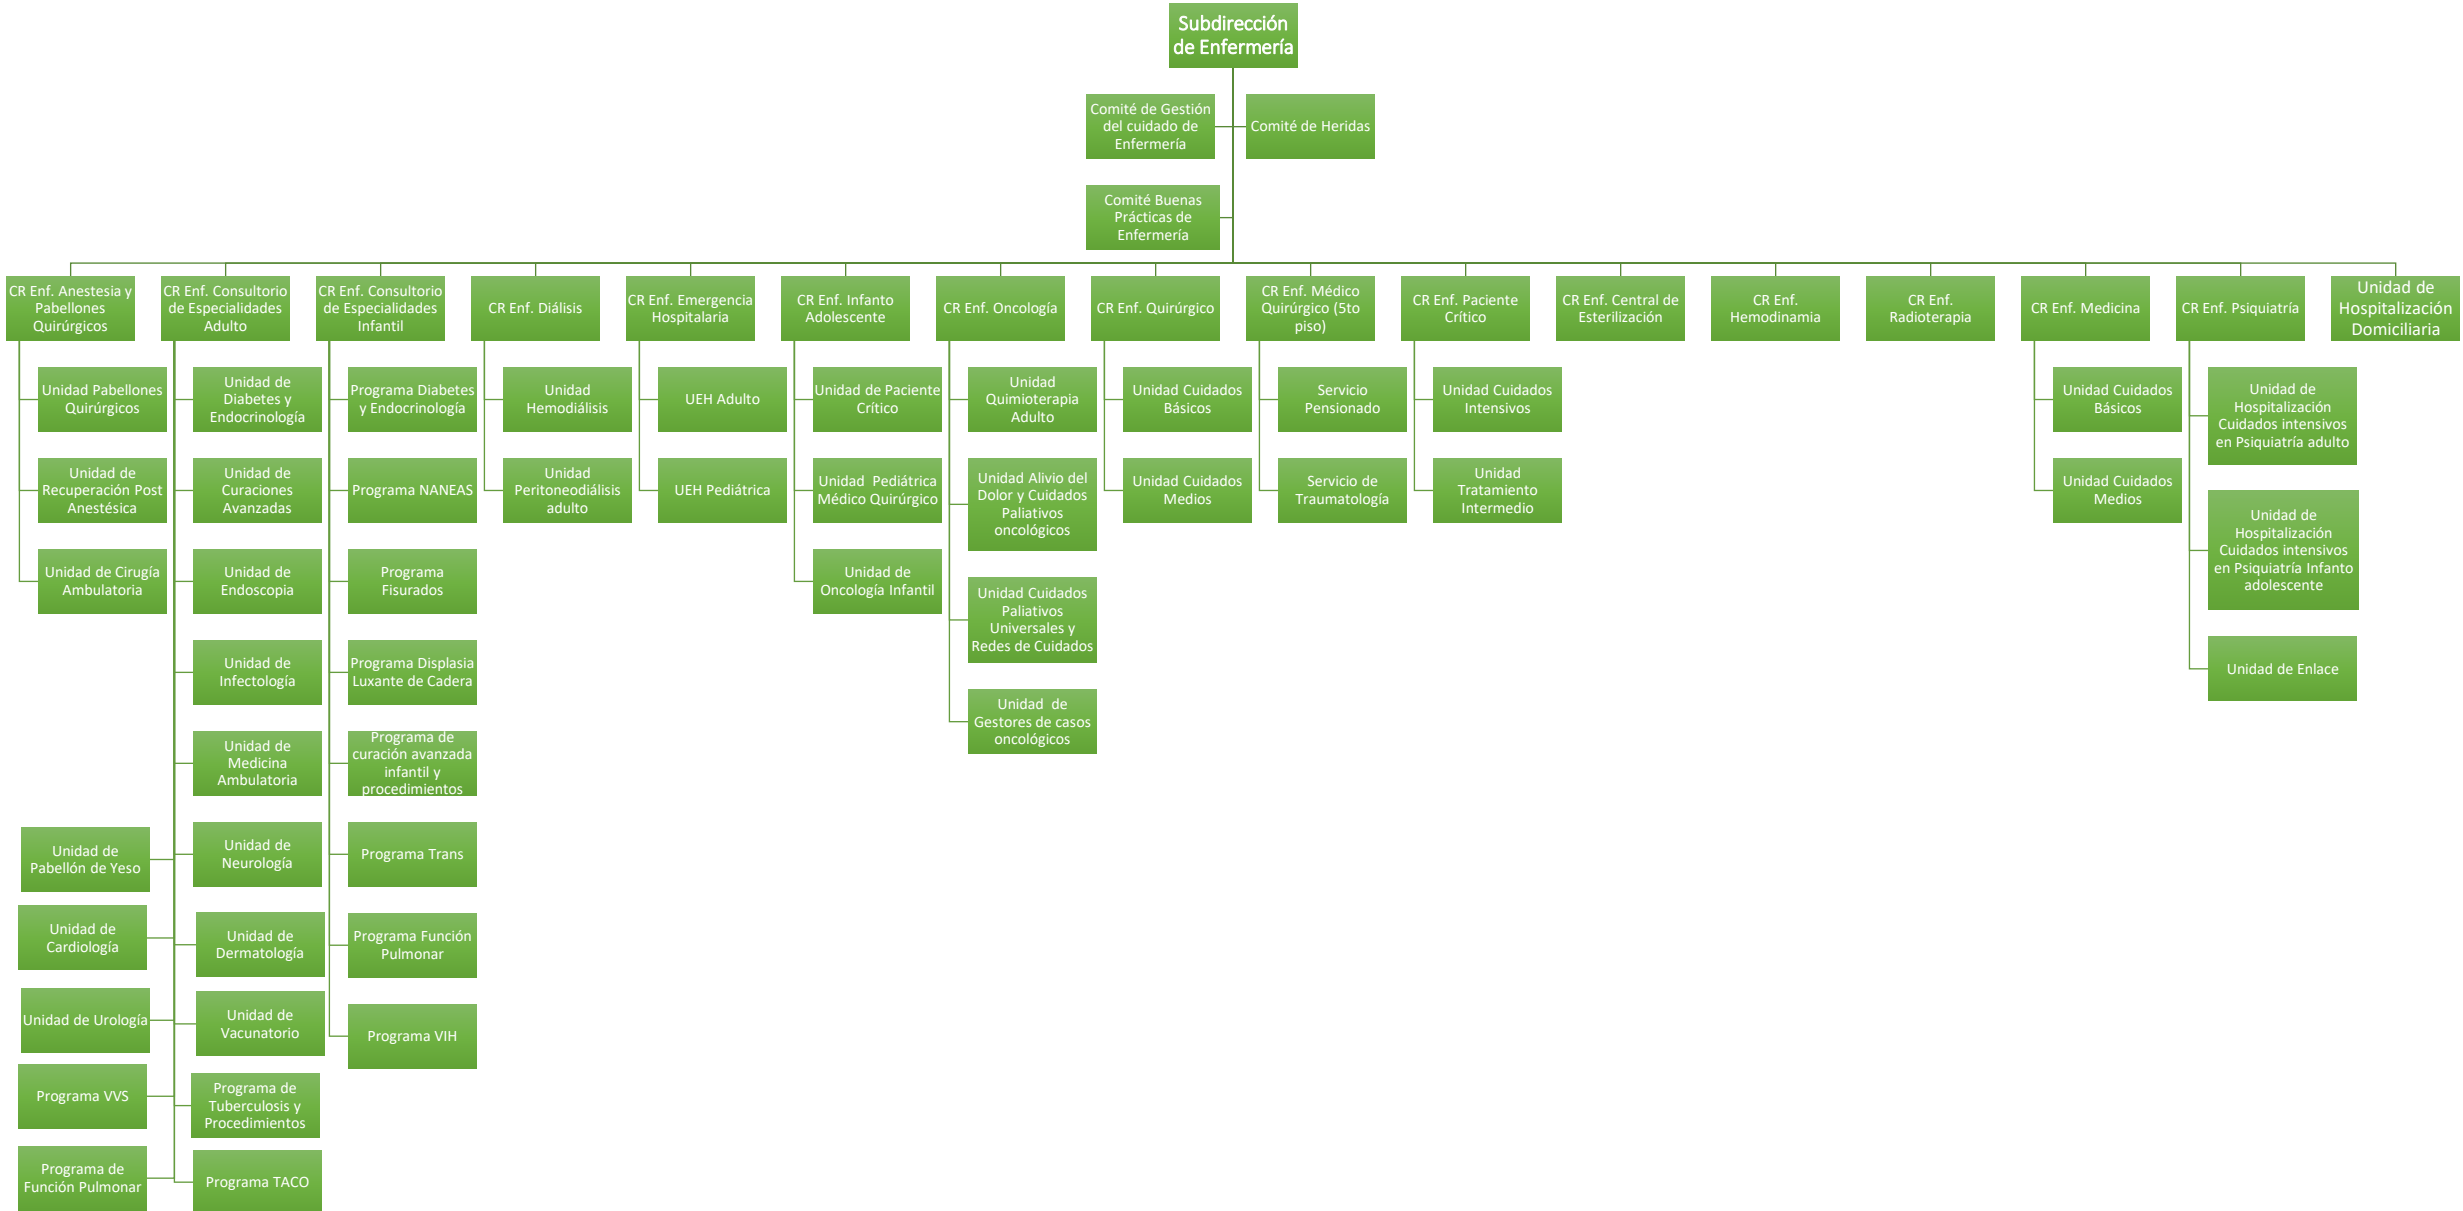 Subdirección
de Enfermería
Comité de Gestión
del cuidado de
Enfermería
Comité de Heridas
Comité Buenas
Prácticas de
Enfermería
CR Enf. Anestesia y
Pabellones
Quirúrgicos
CR Enf. Consultorio
de Especialidades
Adulto
CR Enf. Consultorio
de Especialidades
Infantil
CR Enf. Diálisis
CR Enf. Emergencia
Hospitalaria
CR Enf. Infanto
Adolescente
CR Enf. Oncología
CR Enf. Quirúrgico
CR Enf. Médico
Quirúrgico (5to
piso)
CR Enf. Paciente
Crítico
CR Enf. Central de
Esterilización
CR Enf.
Hemodinamia
CR Enf.
Radioterapia
CR Enf. Medicina
CR Enf. Psiquiatría
Unidad de
Hospitalización
Domiciliaria
Unidad Pabellones
Quirúrgicos
Unidad de
Recuperación Post
Anestésica
Unidad de Cirugía
Ambulatoria
Unidad de
Diabetes y
Endocrinología
Unidad de
Curaciones
Avanzadas
Unidad de
Endoscopia
Unidad de
Infectología
Unidad de
Medicina
Ambulatoria
Unidad de
Pabellón de Yeso
Unidad de
Neurología
Unidad de
Cardiología
Unidad de
Dermatología
Unidad de Urología
Unidad de
Vacunatorio
Programa VVS
Programa de
Tuberculosis y
Procedimientos
Programa de
Función Pulmonar
Programa TACO
Programa Diabetes
y Endocrinología
Programa NANEAS
Programa
Fisurados
Programa Displasia
Luxante de Cadera
Programa de
curación avanzada
infantil y
procedimientos
Programa Trans
Programa Función
Pulmonar
Programa VIH
Unidad
Hemodiálisis
Unidad
Peritoneodiálisis
adulto
UEH Adulto
UEH Pediátrica
Unidad de Paciente
Crítico
Unidad  Pediátrica
Médico Quirúrgico
Unidad de
Oncología Infantil
Unidad
Quimioterapia
Adulto
Unidad Alivio del
Dolor y Cuidados
Paliativos
oncológicos
Unidad Cuidados
Paliativos
Universales y
Redes de Cuidados
Unidad  de
Gestores de casos
oncológicos
Unidad Cuidados
Básicos
Unidad Cuidados
Medios
Servicio
Pensionado
Servicio de
Traumatología
Unidad Cuidados
Intensivos
Unidad
Tratamiento
Intermedio
Unidad Cuidados
Básicos
Unidad Cuidados
Medios
Unidad de
Hospitalización
Cuidados intensivos
en Psiquiatría adulto
Unidad de
Hospitalización
Cuidados intensivos
en Psiquiatría Infanto
adolescente
Unidad de Enlace